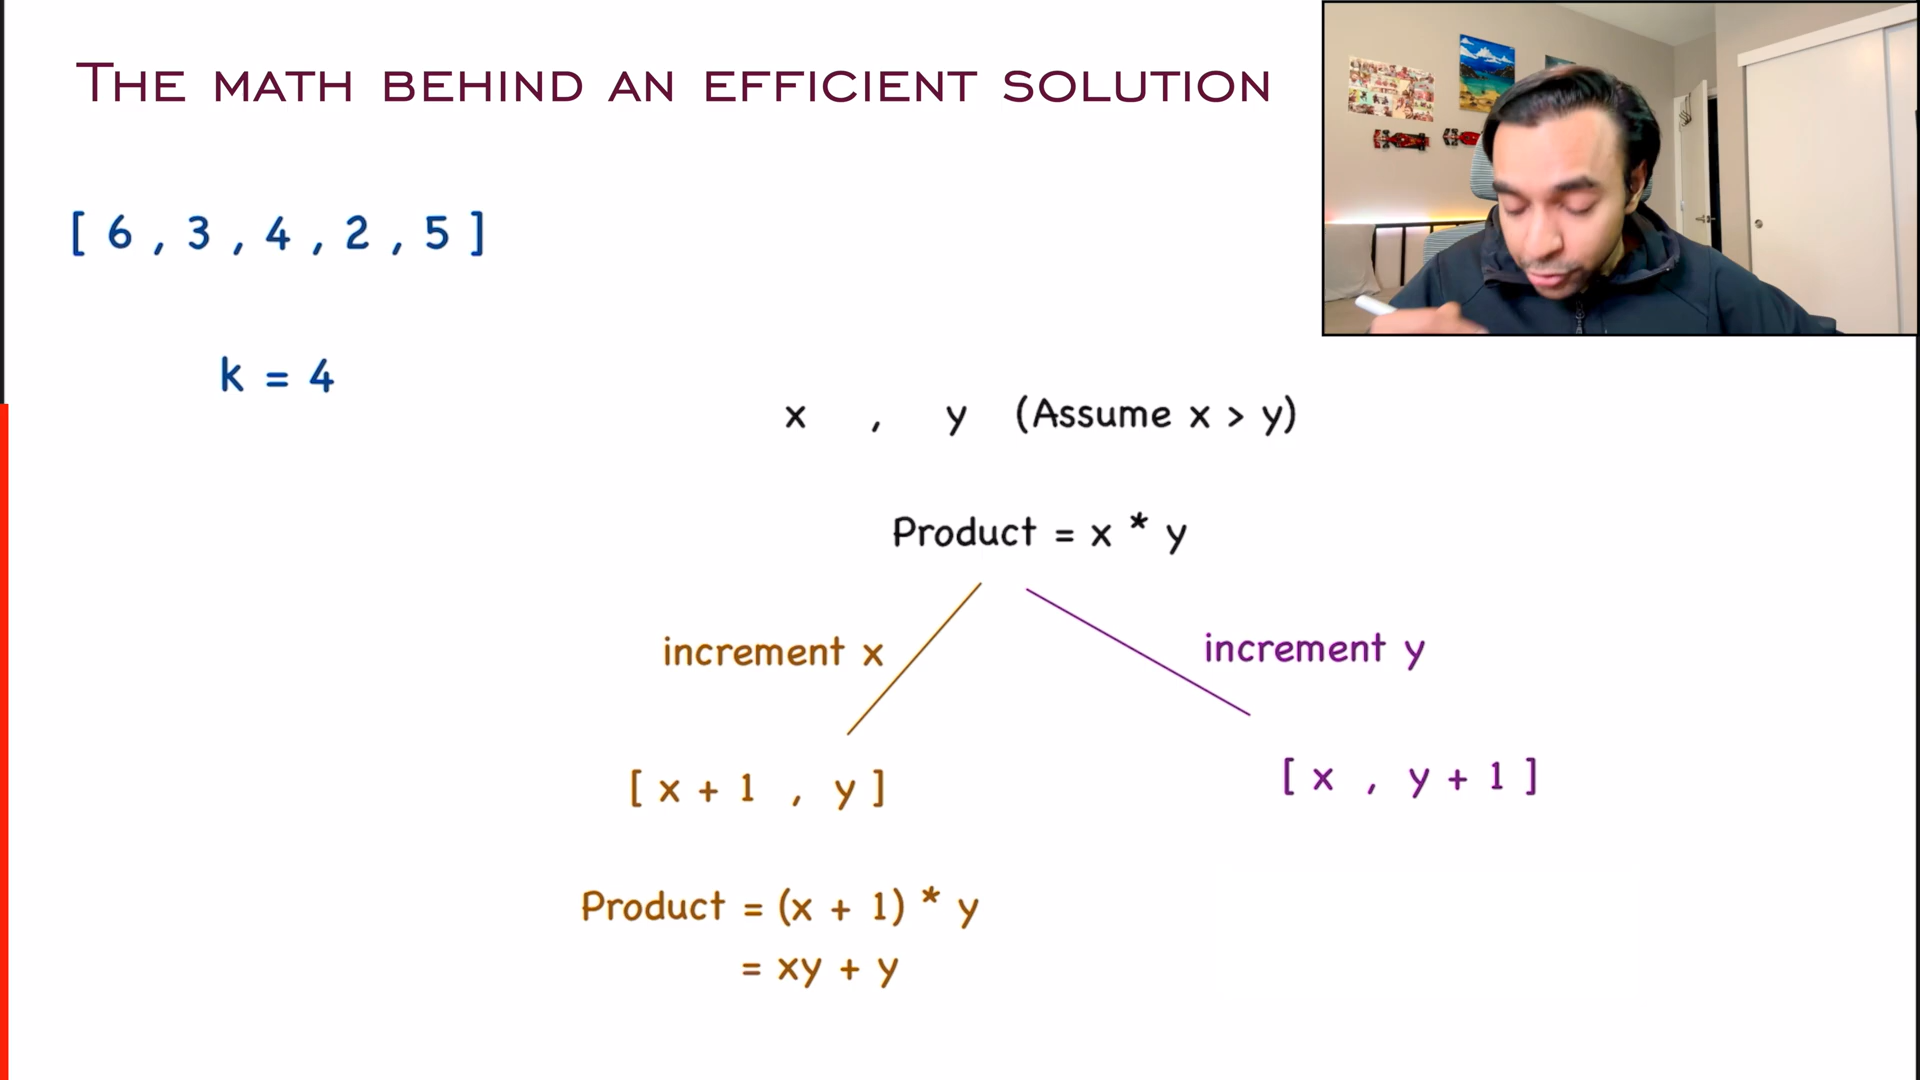 THE MATH BEHIND AN EFFICIENT SOLUTION
[ 6 , 3 , 4 , 2 , 5 ]
k = 4
x , y (Assume x > y)
Product = x * y
increment x
increment y
[ x + 1 , y ]
[ x , y + 1 ]
Product = (x + 1) * y
= xy + y